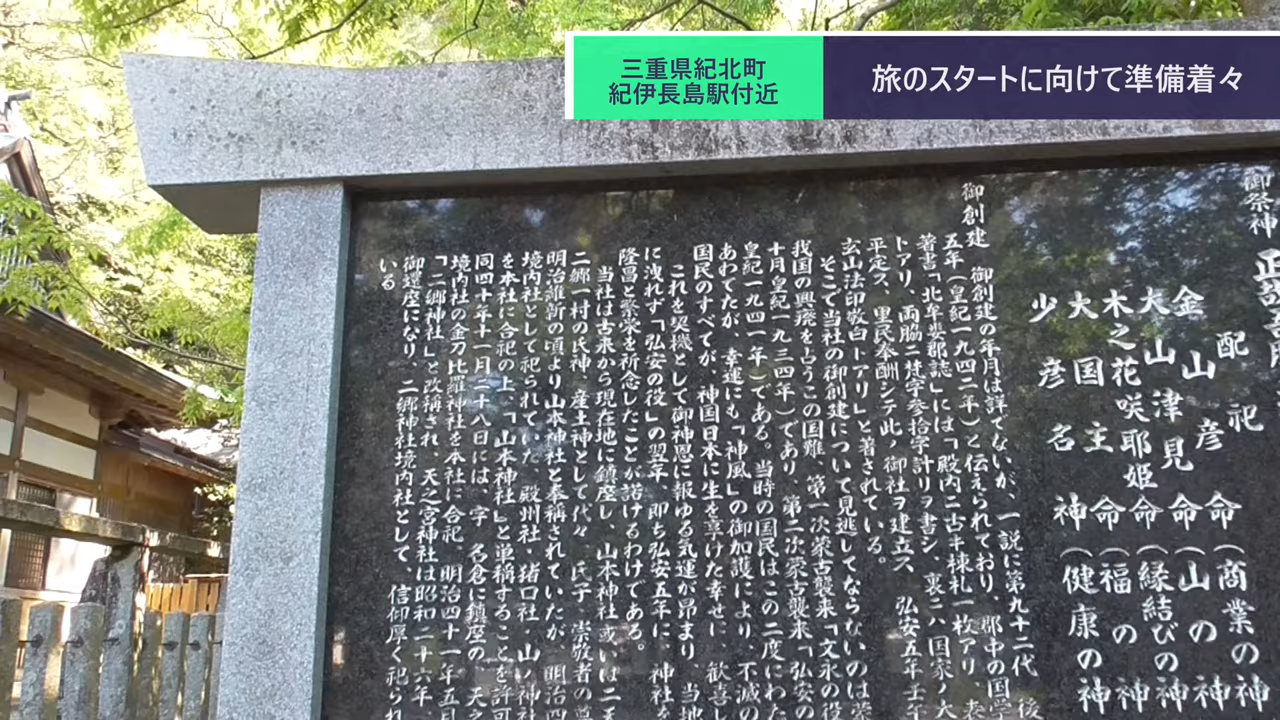 三重県紀北町
紀伊長島駅付近
旅のスタートに向けて準備着々
御祭神
配祀
金山彦命（商業の神
大山津見命（山の神
木之花咲耶姫命（縁結びの神
大国主命（福の神
少彦名神（健康の神
御創建 御創建の年月は詳でないが、一説に第九十二代 後
五年（皇紀一九四二年）と伝えられており、郡中の国学
著書「北牟婁郡誌」には「殿内ニ古キ棟札一枚アリ、表
トアリ、両脇ニ梵字参拾字計リヲ書シ、裏ニハ国家ノ大
平定ス、里民奉酬シテ此ノ御社ヲ建立ス 弘安五年壬午
玄山法印敬白トアリ」と著されている。
そこで当社の御創建について見逃してならないのは蒙
我国の興廃を占うこの国難、第一次蒙古襲来「文永の役
十月皇紀一九三四年）であり、第二次蒙古襲来「弘安の
皇紀一九四一年）である。当時の国民はこの二度にわた
あわてたが、幸運にも「神風」の御加護により、不滅の
国民のすべてが、神国日本に生を享けた幸せに、歓喜し
これを契機として御神恩に報ゆる気運が昂まり、当地
に洩れず「弘安の役」の翌年、即ち弘安五年に、神社を
隆昌と繁栄を祈念したことが諾けるわけである。
当社は古来から現在地に鎮座し、山本神社或いは二王
二郷一村の氏神、産土神として代々、氏子・崇敬者の尊
明治維新の頃より山本神社と奉称されていたが 明治四
境内社として祀られていた、殿州社・猪口社・山の神社
を本社に合祀の上、「山本神社」と単称することを許可
同四十年十一月二十八日には、字 名倉に鎮座の 天之
境内社の金刀比羅神社を本社に合祀、明治四十一年五月
「二郷神社」と改称され、天之宮神社は昭和二十六年、
御還座になり、二郷神社境内社として、信仰厚く祀られ
いる